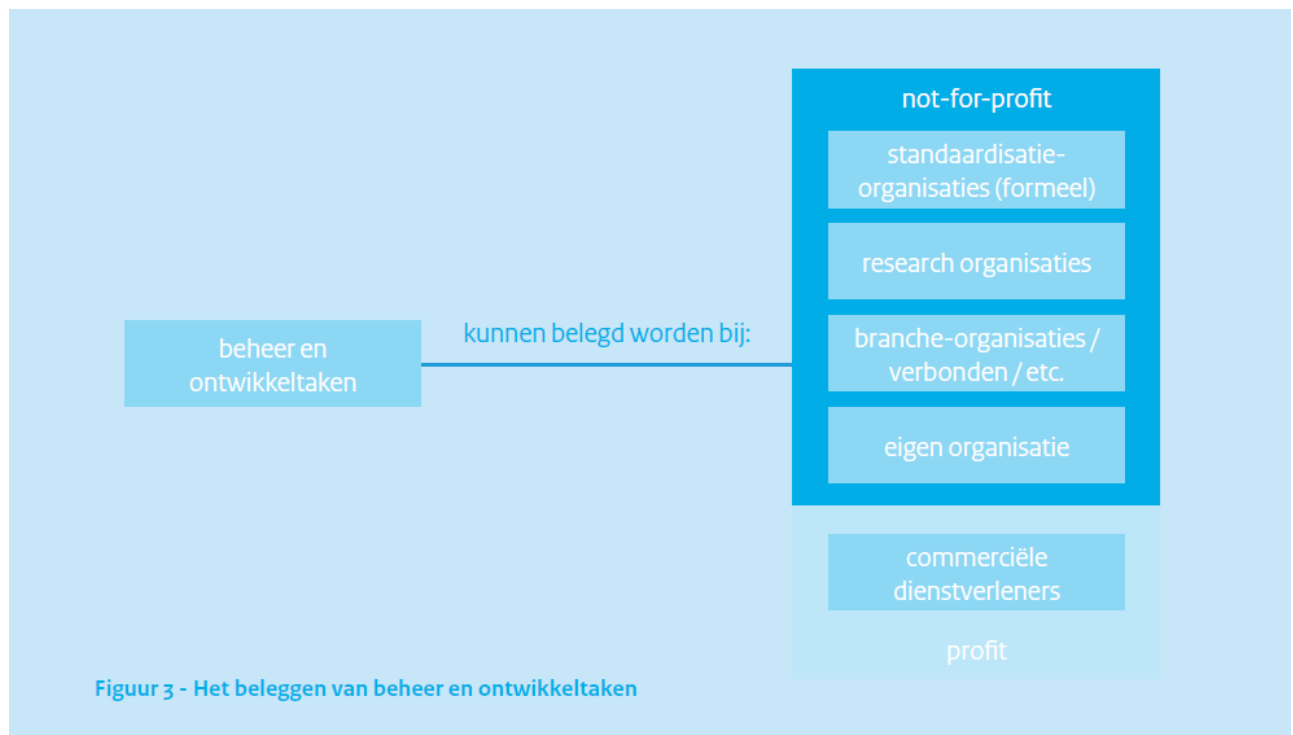 not-for-profit
standaardisatie-
organisaties (formeel)
research organisaties
branche-organisaties /
verbonden / etc.
eigen organisatie
beheer en
ontwikkeltaken
kunnen belegd worden bij:
commerciële
dienstverleners
profit
Figuur 3 - Het beleggen van beheer en ontwikkeltaken